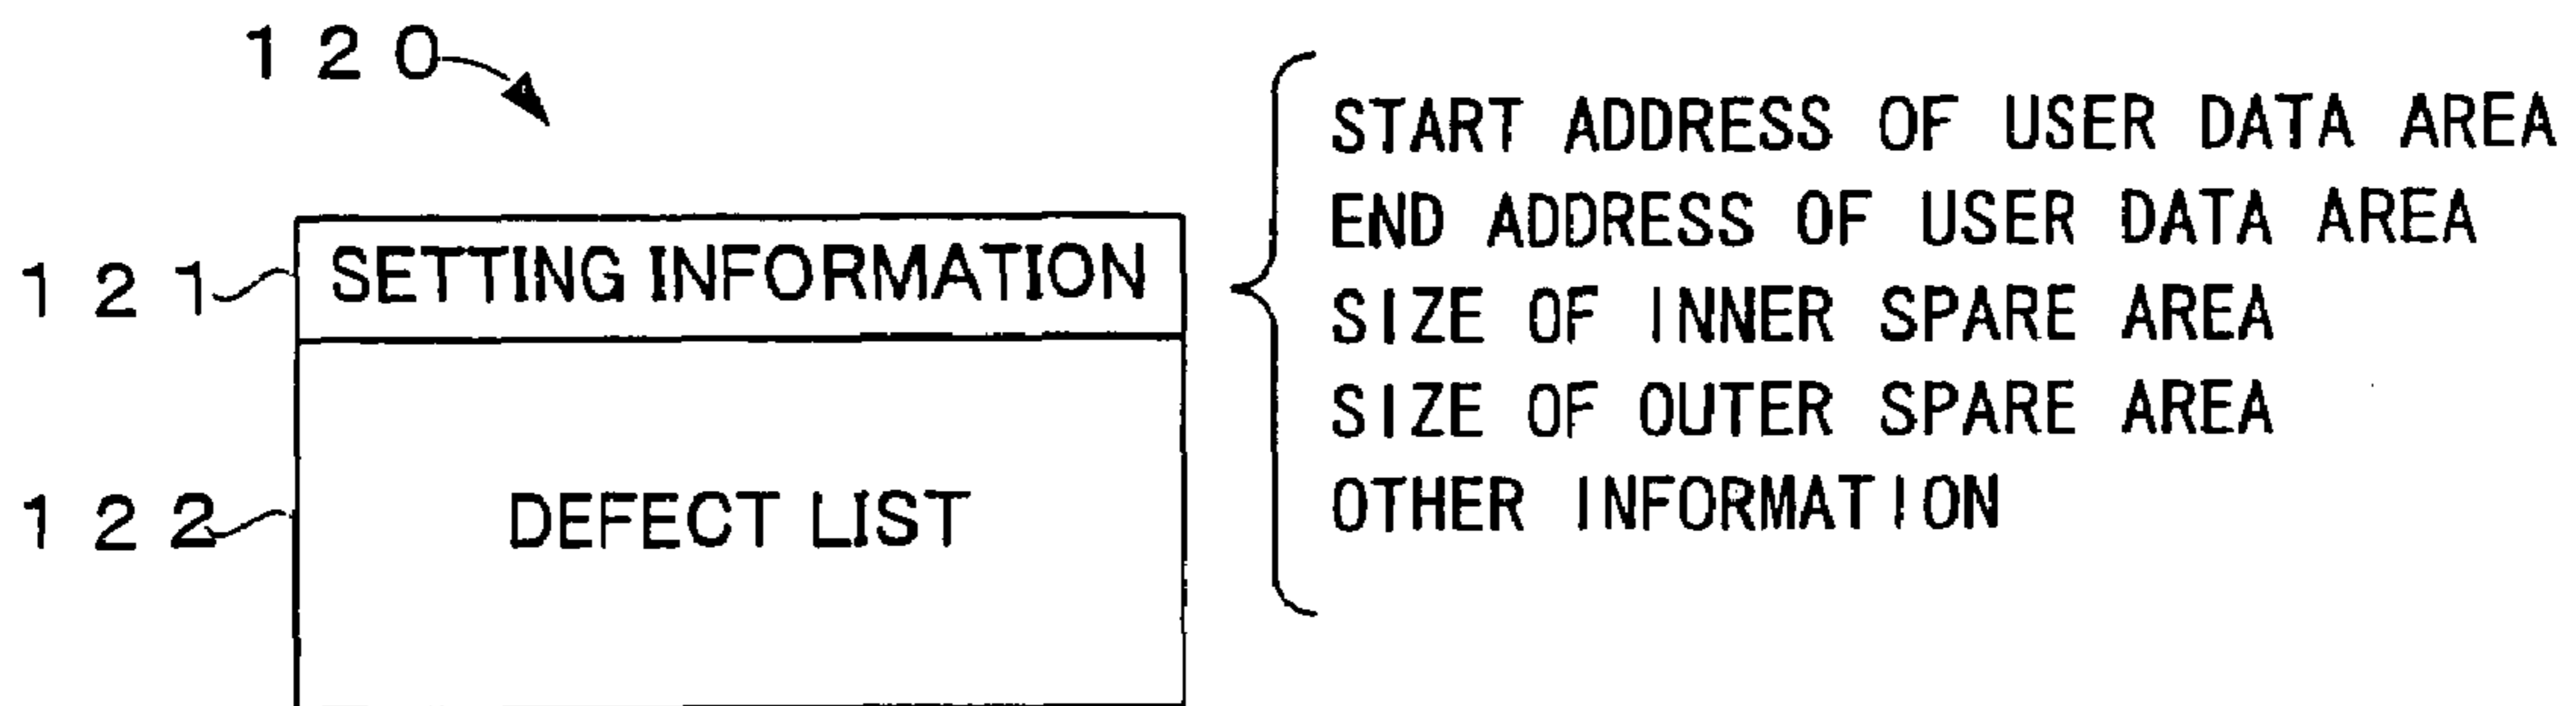 120
121
SETTING INFORMATION
122
DEFECT LIST
START ADDRESS OF USER DATA AREA
END ADDRESS OF USER DATA AREA
SIZE OF INNER SPARE AREA
SIZE OF OUTER SPARE AREA
OTHER INFORMATION